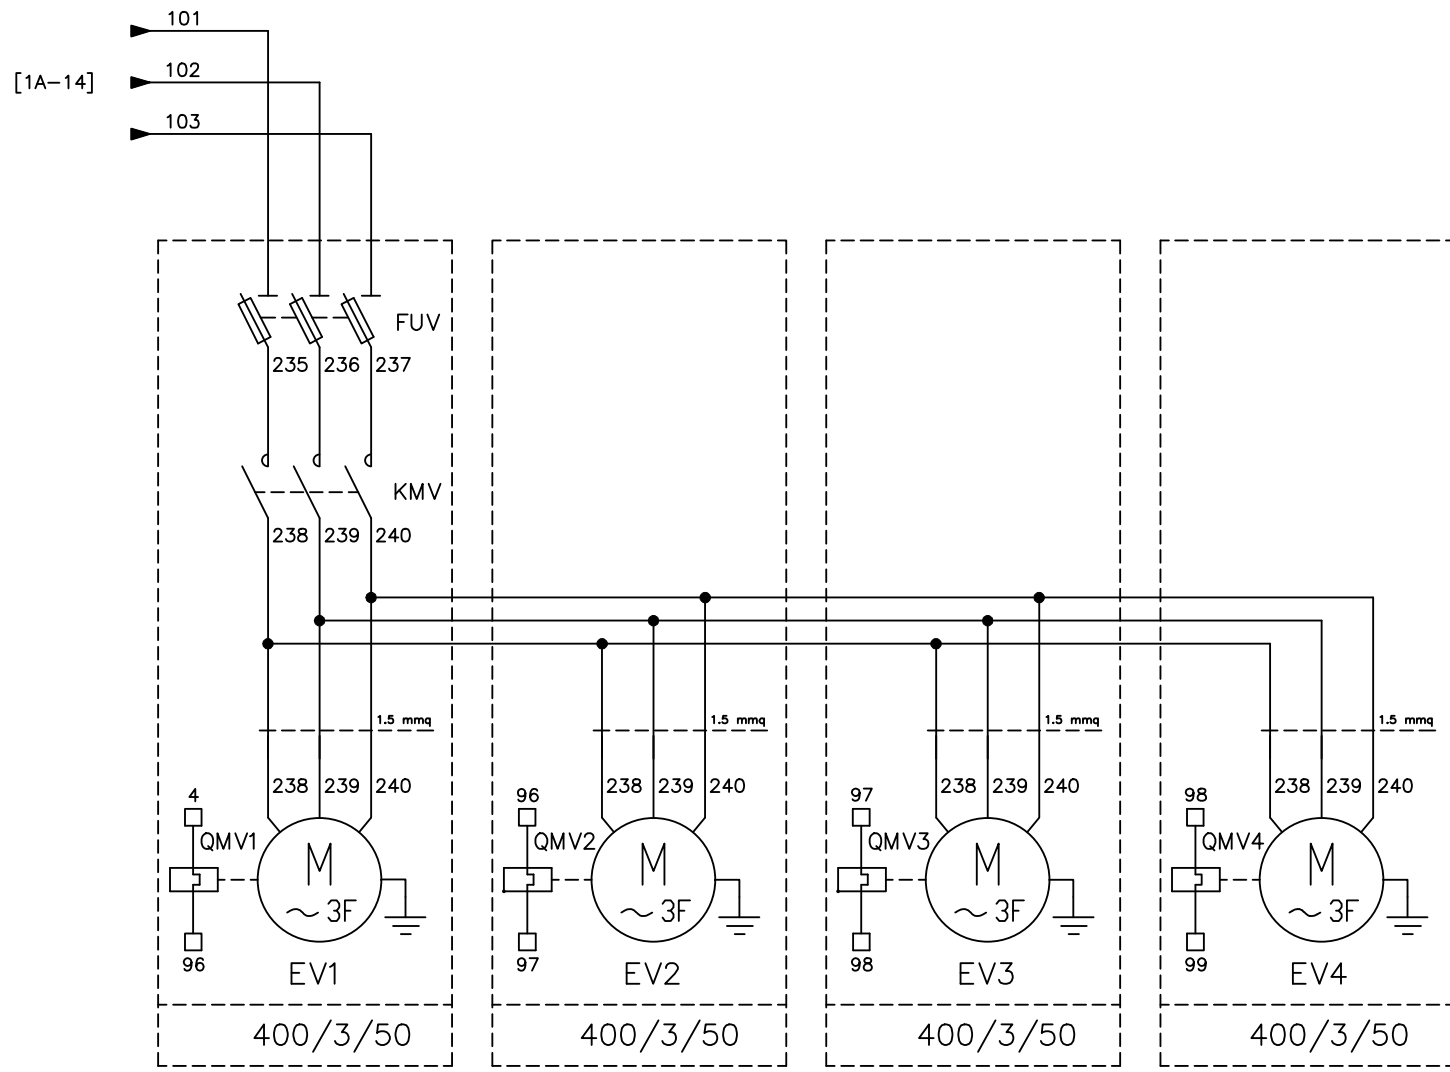 101
[1A-14] 102
103
FUV
235 236 237
KMV
238 239 240
1.5 mmq 1.5 mmq 1.5 mmq 1.5 mmq
238 239 240 238 239 240 238 239 240 238 239 240
4 96 97 98
QMV1 M QMV2 M QMV3 M QMV4 M
~ 3F ~ 3F ~ 3F ~ 3F
96 97 98 99
EV1 EV2 EV3 EV4
400/3/50 400/3/50 400/3/50 400/3/50